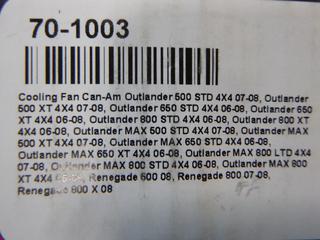 70-1003
Cooling Fan Can-Am Outlander 500 STD 4X4 07-08, Outlander
500 XT 4X4 07-08, Outlander 650 STD 4X4 06-08, Outlander 650
XT 4X4 06-08, Outlander 800 STD 4X4 06-08, Outlander 800 XT
4X4 06-08, Outlander MAX 500 STD 4X4 07-08, Outlander MAX
500 XT 4X4 07-08, Outlander MAX 650 STD 4X4 06-08,
Outlander MAX 650 XT 4X4 06-08, Outlander MAX 800 LTD 4X4
07-08, Outlander MAX 800 STD 4X4 06-08, Outlander MAX 800
XT 4X4 06-08, Renegade 500 08, Renegade 800 07-08,
Renegade 800 X 08